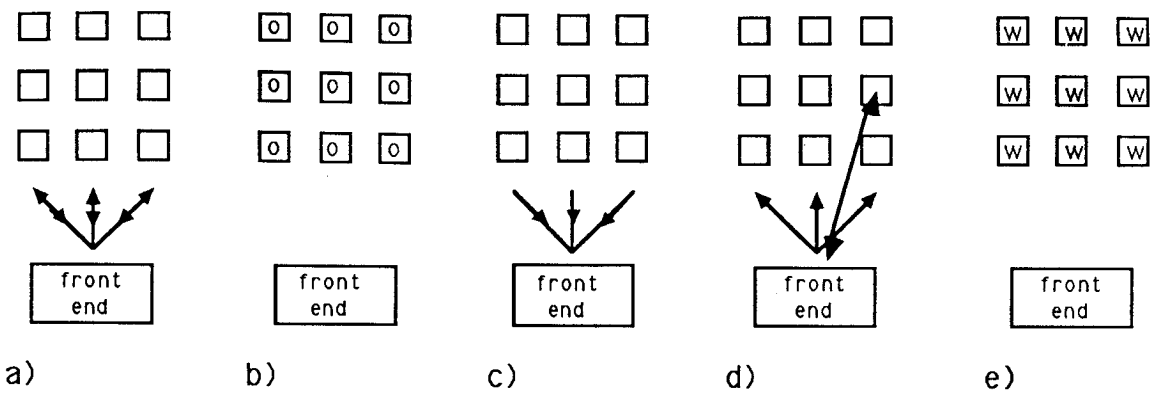 o o o
w w w
o o o
w w w
o o o
w w w
front
end
front
end
front
end
front
end
front
end
a)
b)
c)
d)
e)